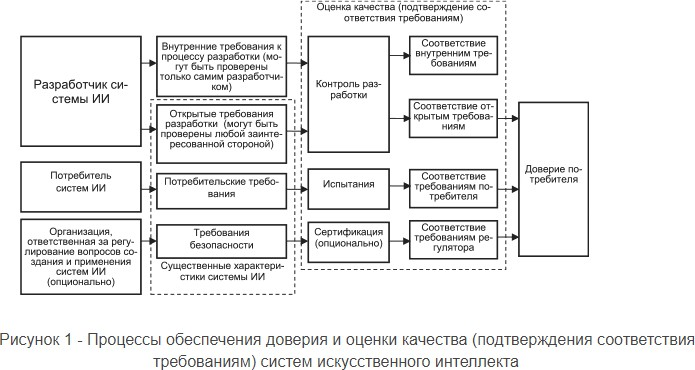 Оценка качества (подтверждение со-
ответствия требованиям)
Разработчик си-
стемы ИИ
Внутренние требования к
процессу разработки (мо-
гут быть проверены
только самим разработчи-
ком)
Контроль раз-
работки
Соответствие
внутренним тре-
бованиям
Открытые требования
разработки (могут быть
проверены любой заинте-
ресованной стороной)
Соответствие от-
крытым требова-
ниям
Доверие по-
требителя
Потребитель
систем ИИ
Потребительские требо-
вания
Испытания
Соответствие
требованиям по-
требителя
Организация,
ответственная за регу-
лирование вопросов со-
здания и применения
систем ИИ
(опционально)
Требования
безопасности
Сертификация
(опционально)
Соответствие
требованиям ре-
гулятора
Существенные характери-
стики системы ИИ
Рисунок 1 - Процессы обеспечения доверия и оценки качества (подтверждения соответствия
требованиям) систем искусственного интеллекта